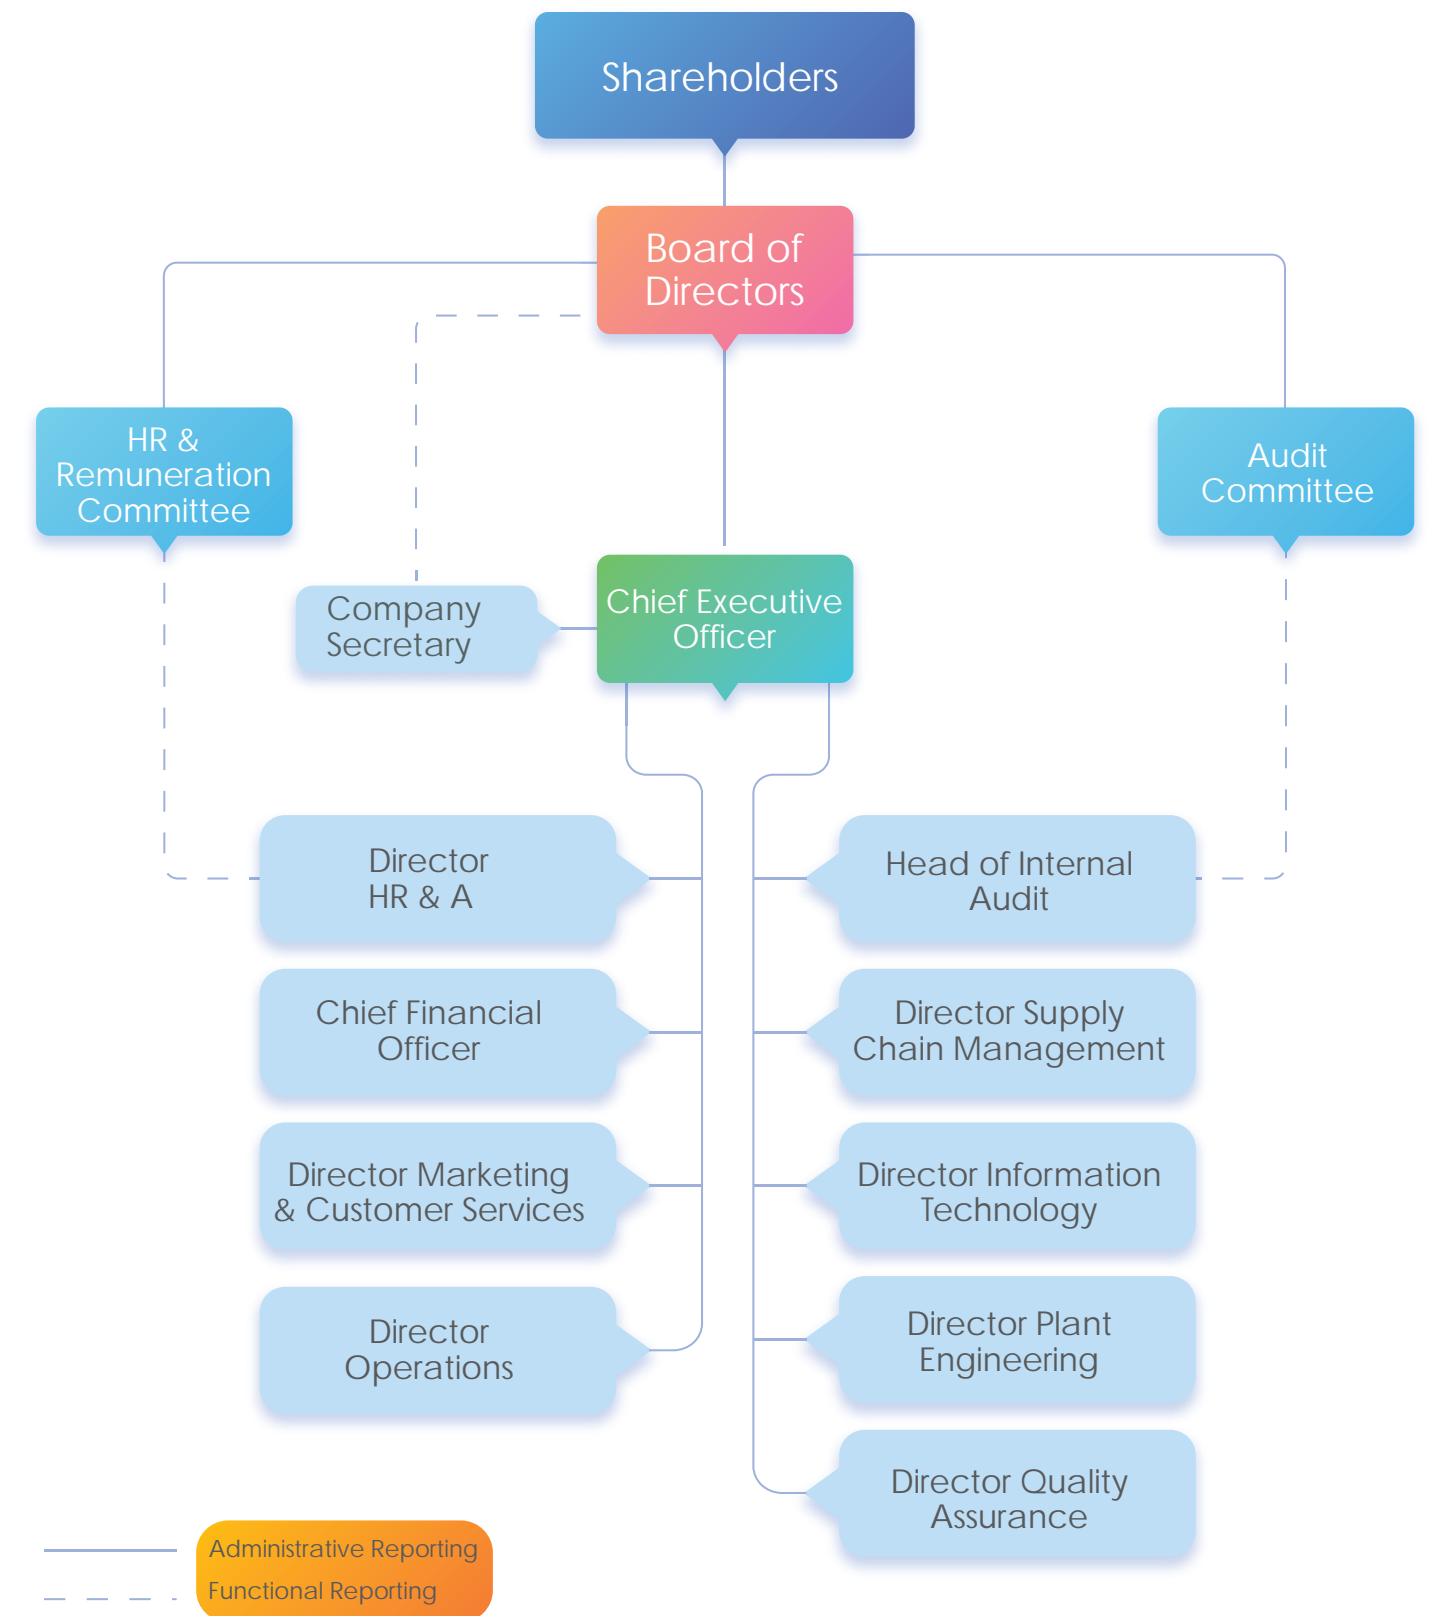 Shareholders
Board of
Directors
HR &
Remuneration
Committee
Audit
Committee
Company
Secretary
Chief Executive
Officer
Director
HR & A
Head of Internal
Audit
Chief Financial
Officer
Director Supply
Chain Management
Director Marketing
& Customer Services
Director Information
Technology
Director
Operations
Director Plant
Engineering
Director Quality
Assurance
Administrative Reporting
Functional Reporting